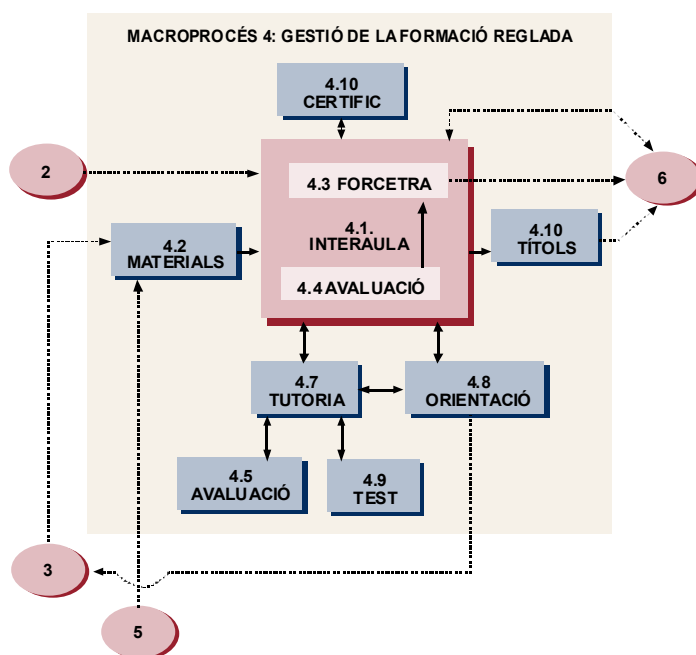 MACROPROCÉS 4: GESTIÓ DE LA FORMACIÓ REGLADA
4.10
CERTIFIC
2
4.3 FORCETRA
6
4.1.
INTERAULA
4.2
MATERIALS
4.10
TÍTOLS
4.4 AVALUACIÓ
4.7
TUTORIA
4.8
ORIENTACIÓ
4.5
AVALUACIÓ
4.9
TEST
3
5